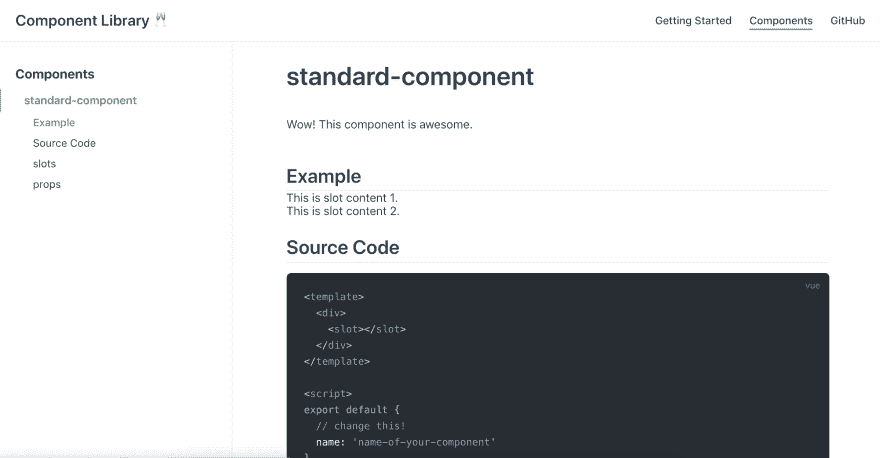 Component Library 🥂
Getting Started
Components
GitHub
Components
standard-component
Example
Source Code
slots
props
standard-component
Wow! This component is awesome.
Example
This is slot content 1.
This is slot content 2.
Source Code
vue
<template>
  <div>
    <slot></slot>
  </div>
</template>

<script>
export default {
  // change this!
  name: 'name-of-your-component'
}